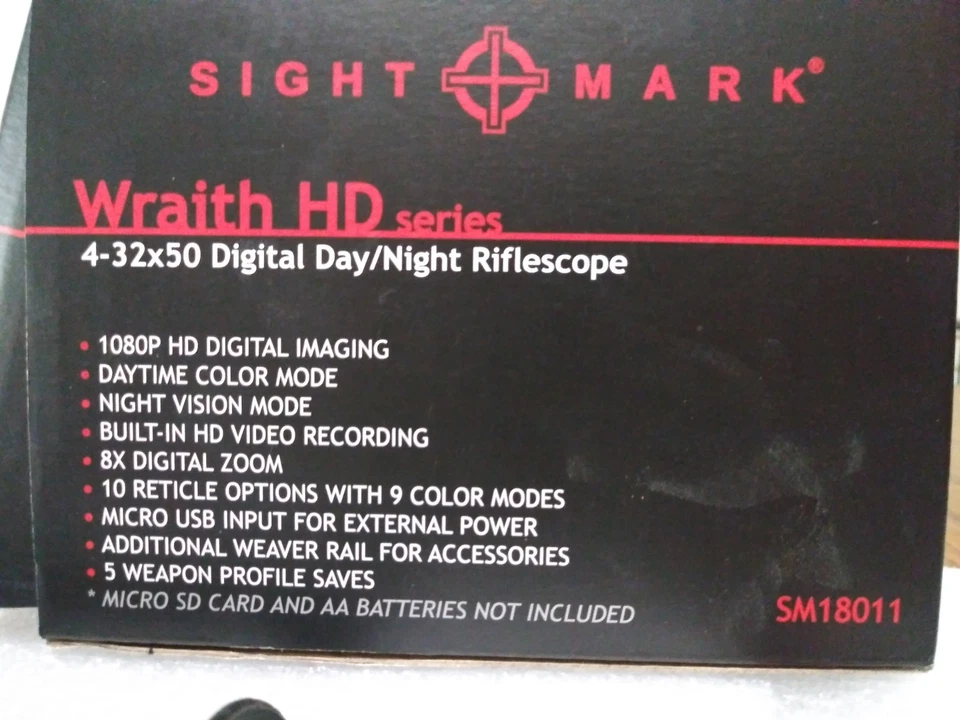 SIGHT MARK®
Wraith HD series
4-32x50 Digital Day/Night Riflescope
• 1080P HD DIGITAL IMAGING
• DAYTIME COLOR MODE
• NIGHT VISION MODE
• BUILT-IN HD VIDEO RECORDING
• 8X DIGITAL ZOOM
• 10 RETICLE OPTIONS WITH 9 COLOR MODES
• MICRO USB INPUT FOR EXTERNAL POWER
• ADDITIONAL WEAVER RAIL FOR ACCESSORIES
• 5 WEAPON PROFILE SAVES
* MICRO SD CARD AND AA BATTERIES NOT INCLUDED
SM18011